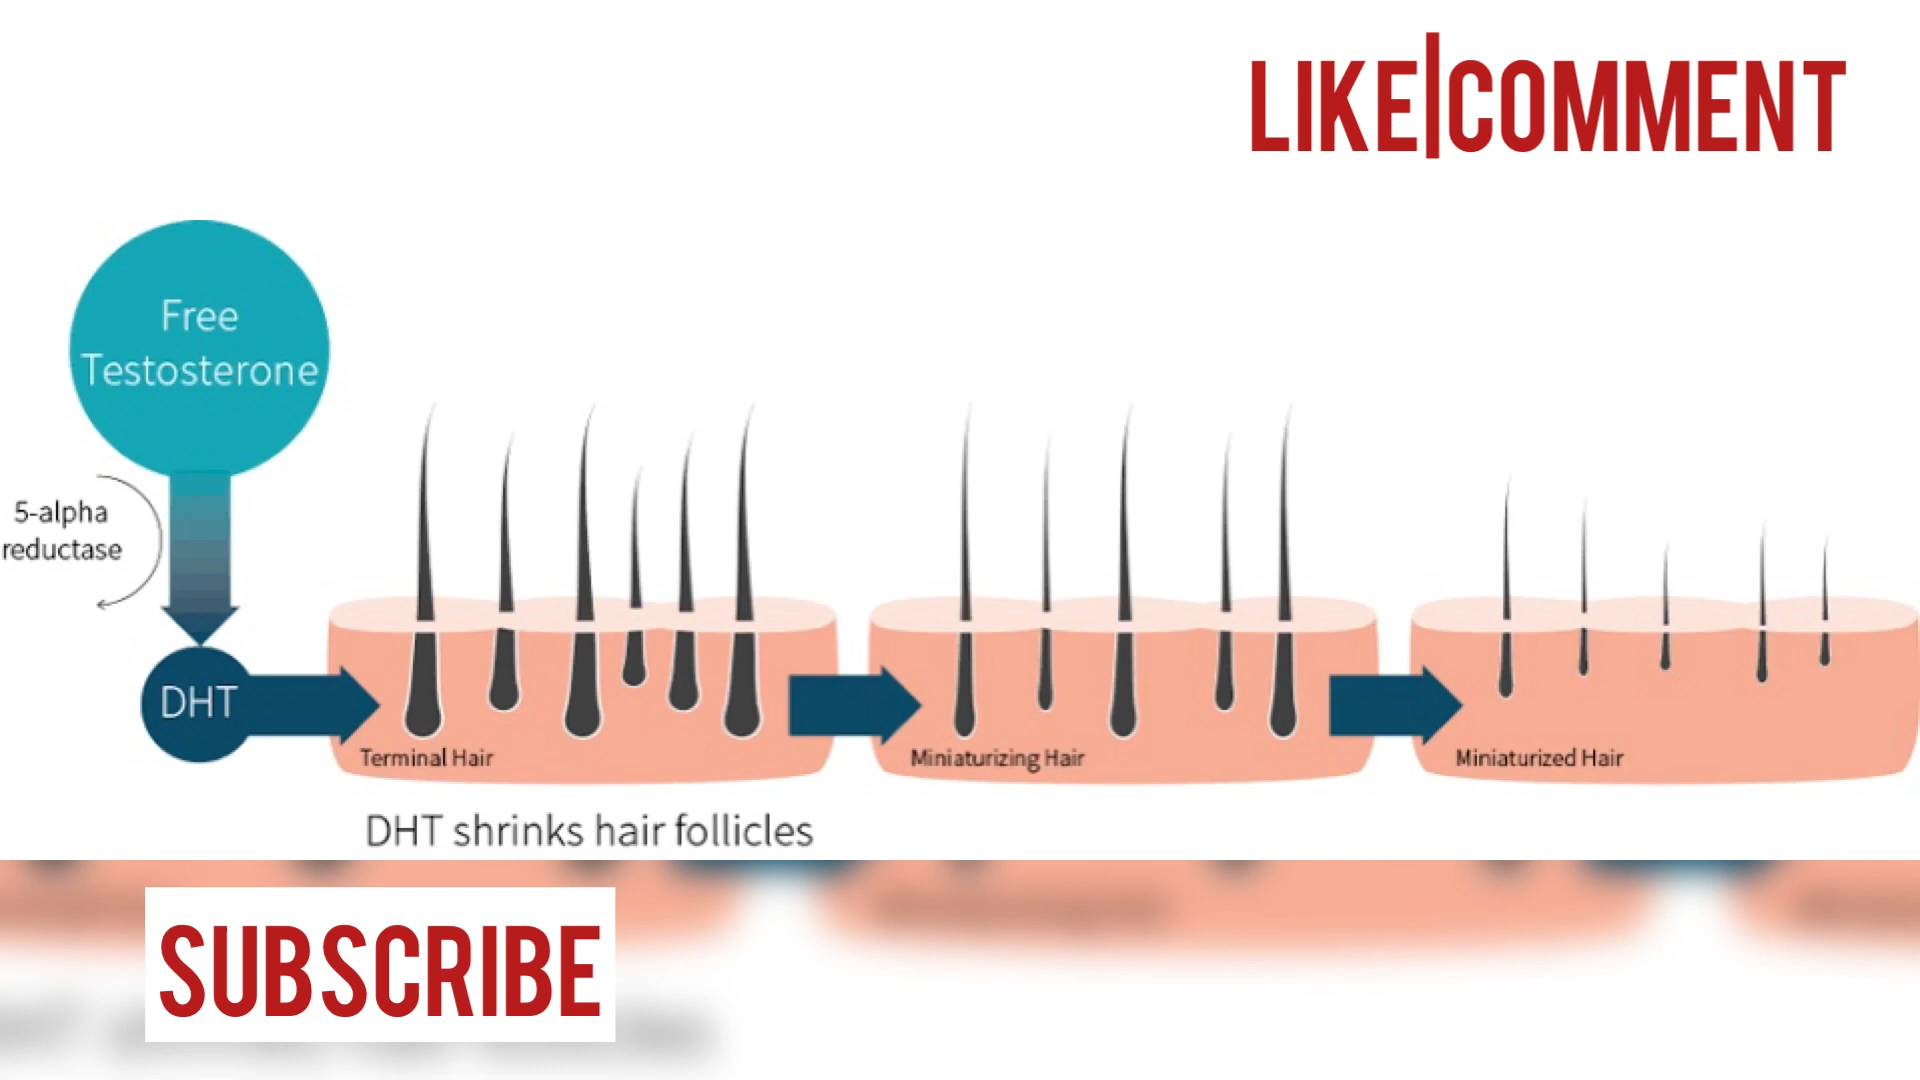 LIKE|COMMENT
Free
Testosterone
5-alpha
reductase
DHT
Terminal Hair
Miniaturizing Hair
Miniaturized Hair
DHT shrinks hair follicles
SUBSCRIBE